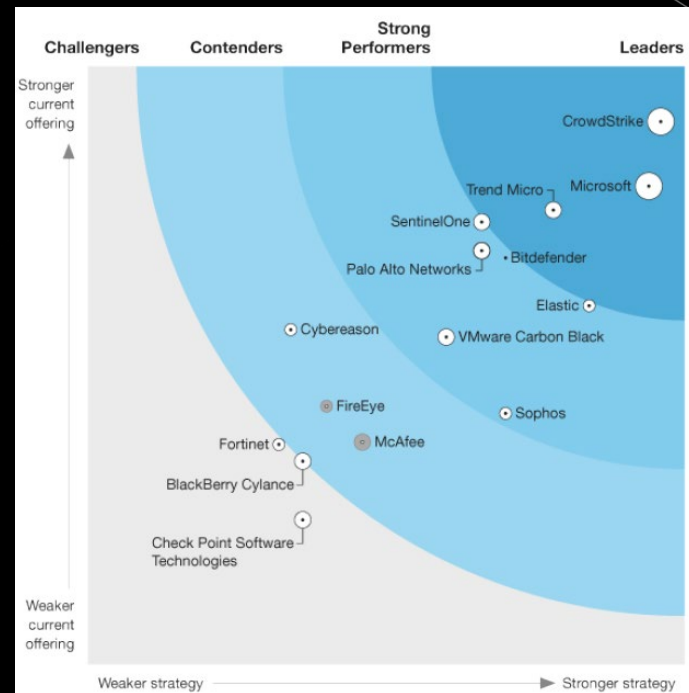 Challengers
Contenders
Strong
Performers
Leaders
Stronger
current
offering
CrowdStrike
Microsoft
Trend Micro
SentinelOne
Palo Alto Networks
Bitdefender
Elastic
Cybereason
VMware Carbon Black
FireEye
Sophos
McAfee
Fortinet
BlackBerry Cylance
Check Point Software
Technologies
Weaker
current
offering
Weaker strategy
Stronger strategy